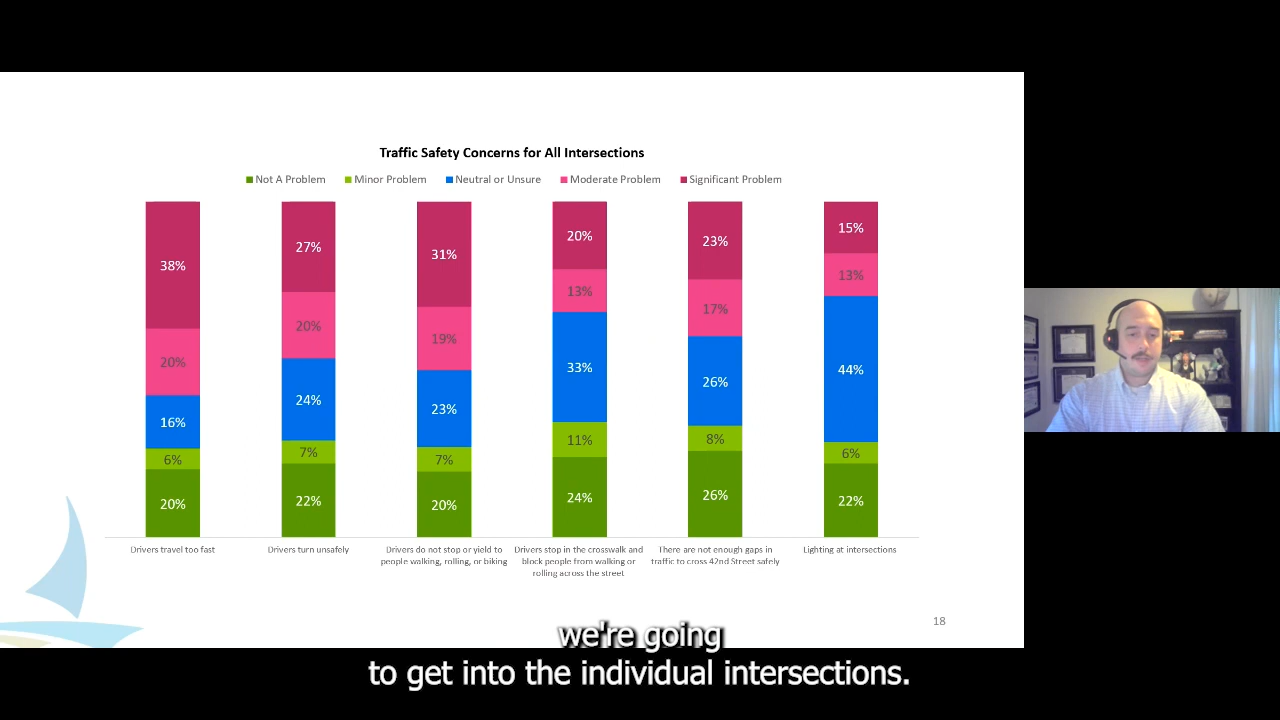 Traffic Safety Concerns for All Intersections
Not A Problem Minor Problem Neutral or Unsure Moderate Problem Significant Problem
38% 27% 31% 20% 23% 15%
20% 20% 19% 13% 17% 13%
16% 24% 23% 33% 26% 44%
6% 7% 7% 11% 8% 6%
20% 22% 20% 24% 26% 22%
Drivers travel too fast
Drivers turn unsafely
Drivers do not stop or yield to
people walking, rolling, or biking
Drivers stop in the crosswalk and
block people from walking or
rolling across the street
There are not enough gaps in
traffic to cross 42nd Street safely
Lighting at intersections
18
we're going
to get into the individual intersections.